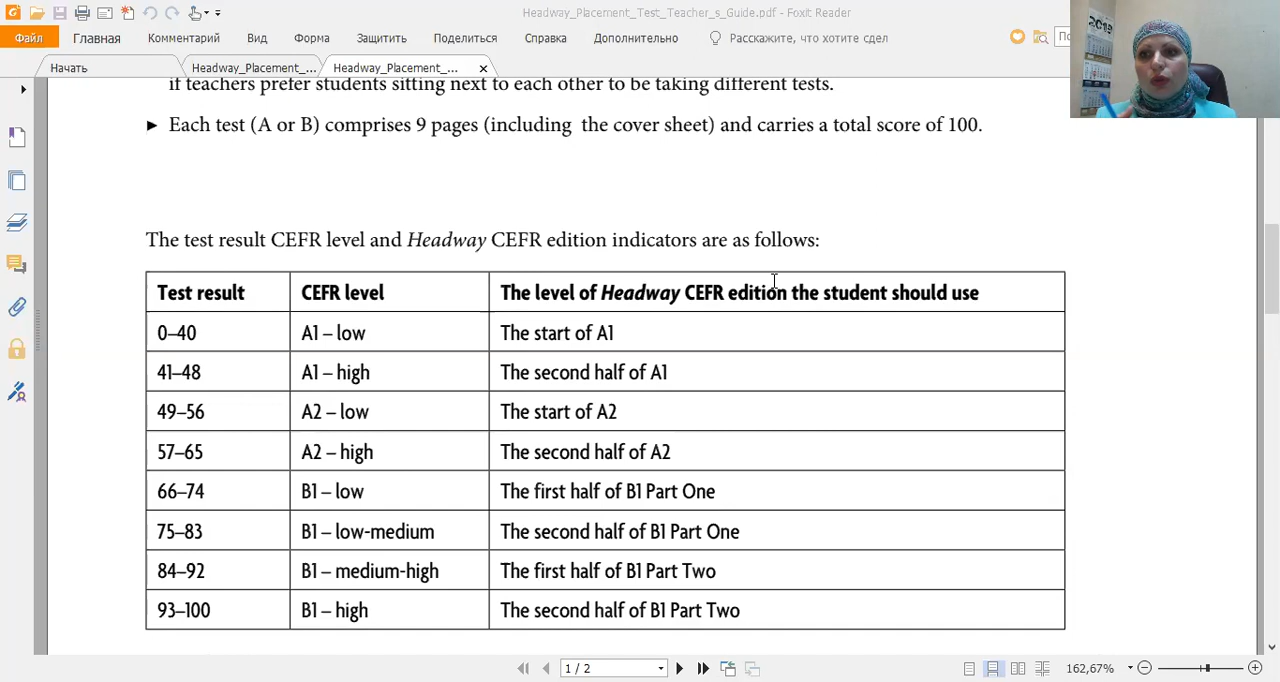 Headway_Placement_Test_Teacher_s_Guide.pdf - Foxit Reader
Файл Главная Комментарий Вид Форма Защитить Поделиться Справка Дополнительно Расскажите, что хотите сдел
Начать Headway_Placement_... Headway_Placement_...
if teachers prefer students sitting next to each other to be taking different tests.
► Each test (A or B) comprises 9 pages (including the cover sheet) and carries a total score of 100.
The test result CEFR level and Headway CEFR edition indicators are as follows:
Test result CEFR level The level of Headway CEFR edition the student should use
0–40 A1 – low The start of A1
41–48 A1 – high The second half of A1
49–56 A2 – low The start of A2
57–65 A2 – high The second half of A2
66–74 B1 – low The first half of B1 Part One
75–83 B1 – low-medium The second half of B1 Part One
84–92 B1 – medium-high The first half of B1 Part Two
93–100 B1 – high The second half of B1 Part Two
1 / 2 162,67%